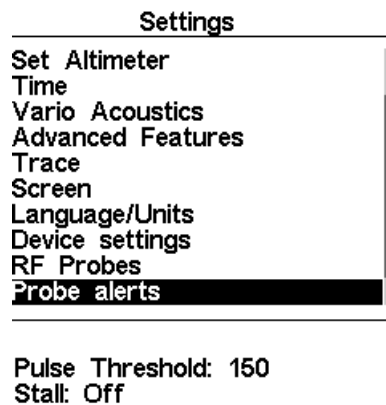 Settings
Set Altimeter
Time
Vario Acoustics
Advanced Features
Trace
Screen
Language/Units
Device settings
RF Probes
Probe alerts
Pulse Threshold: 150
Stall: Off